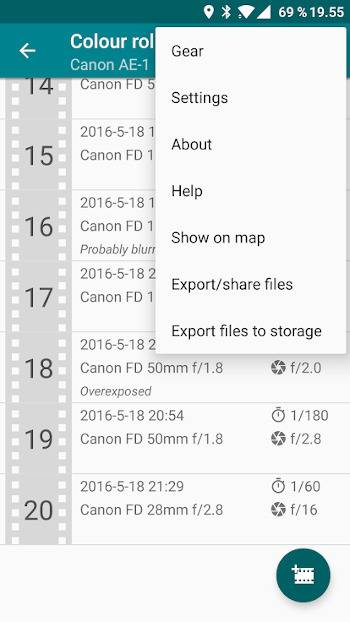 69 % 19.55
Colour rol
Canon AE-1
Gear
Settings
About
Help
Show on map
Export/share files
Export files to storage
14
Canon FD 5
15
2016-5-18 1
Canon FD 1
16
2016-5-18 1
Canon FD 1
Probably blurr
17
2016-5-18 2
Canon FD 1
18
2016-5-18 2
Canon FD 50mm f/1.8 f/2.0
Overexposed
19
2016-5-18 20:54 1/180
Canon FD 50mm f/1.8 f/2.8
20
2016-5-18 21:29 1/60
Canon FD 28mm f/2.8 f/16